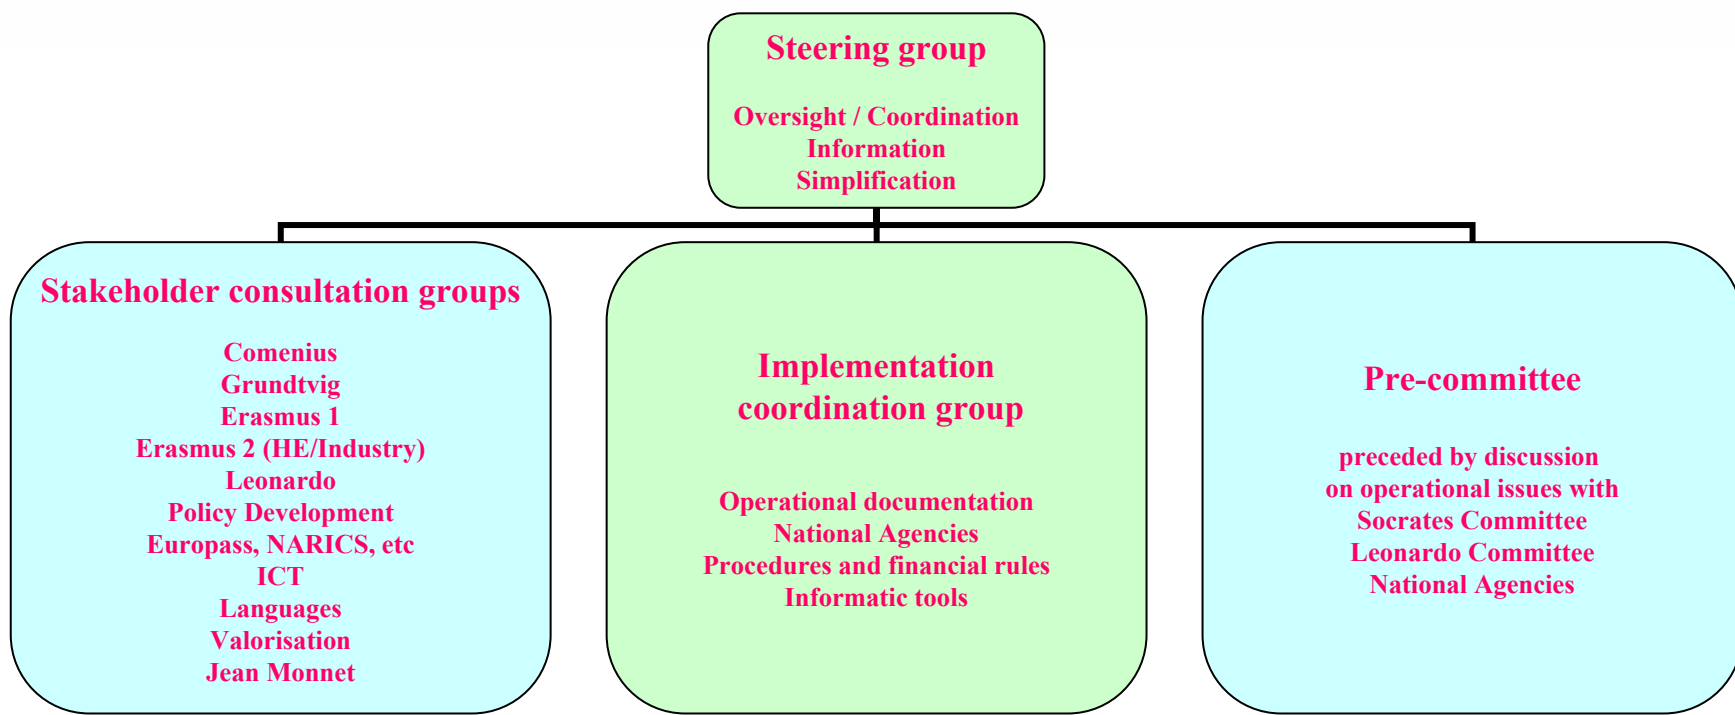 Steering group
Oversight / Coordination
Information
Simplification
Stakeholder consultation groups
Comenius
Grundtvig
Erasmus 1
Erasmus 2 (HE/Industry)
Leonardo
Policy Development
Europass, NARICS, etc
ICT
Languages
Valorisation
Jean Monnet
Implementation
coordination group
Operational documentation
National Agencies
Procedures and financial rules
Informatic tools
Pre-committee
preceded by discussion
on operational issues with
Socrates Committee
Leonardo Committee
National Agencies